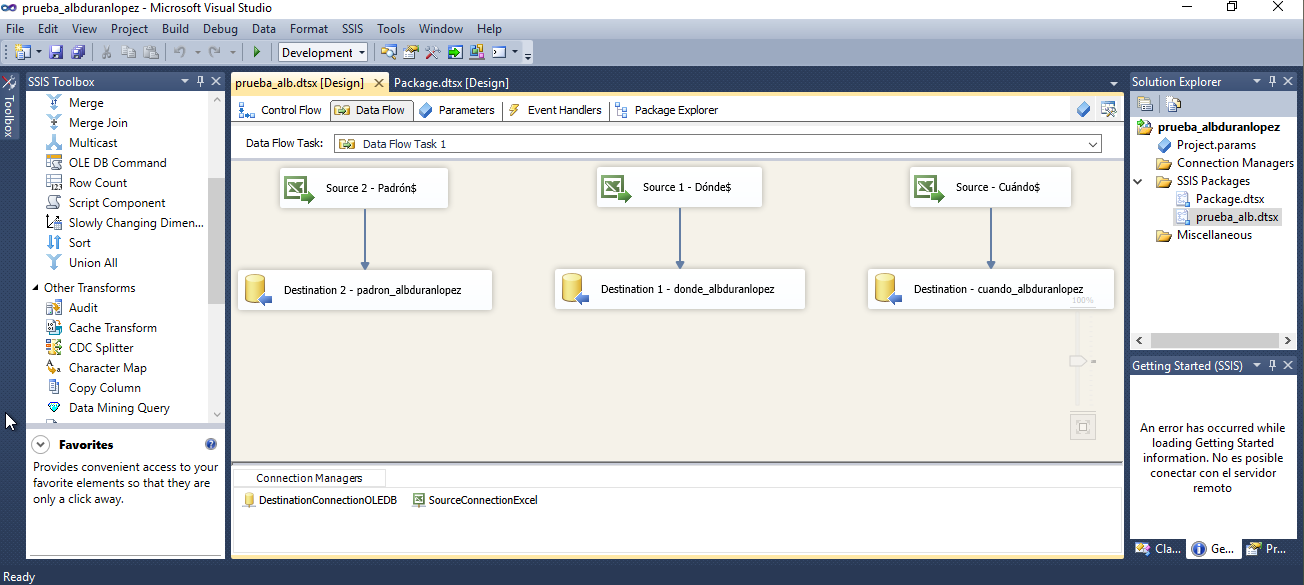 prueba_albduranlopez - Microsoft Visual Studio
File Edit View Project Build Debug Data Format SSIS Tools Window Help
Development
Toolbox
SSIS Toolbox
Merge
Merge Join
Multicast
OLE DB Command
Row Count
Script Component
Slowly Changing Dimen...
Sort
Union All
Other Transforms
Audit
Cache Transform
CDC Splitter
Character Map
Copy Column
Data Mining Query
Favorites
Provides convenient access to your
favorite elements so that they are
only a click away.
prueba_alb.dtsx [Design] Package.dtsx [Design]
Control Flow Data Flow Parameters Event Handlers Package Explorer
Data Flow Task: Data Flow Task 1
Source 2 - Padrón$ Source 1 - Dónde$ Source - Cuándo$
Destination 2 - padron_albduranlopez Destination 1 - donde_albduranlopez Destination - cuando_albduranlopez
100%
Connection Managers
DestinationConnectionOLEDB SourceConnectionExcel
Solution Explorer
prueba_albduranlopez
Project.params
Connection Managers
SSIS Packages
Package.dtsx
prueba_alb.dtsx
Miscellaneous
Getting Started (SSIS)
An error has occurred while
loading Getting Started
information. No es posible
conectar con el servidor
remoto
Cla... Ge... Pr...
Ready